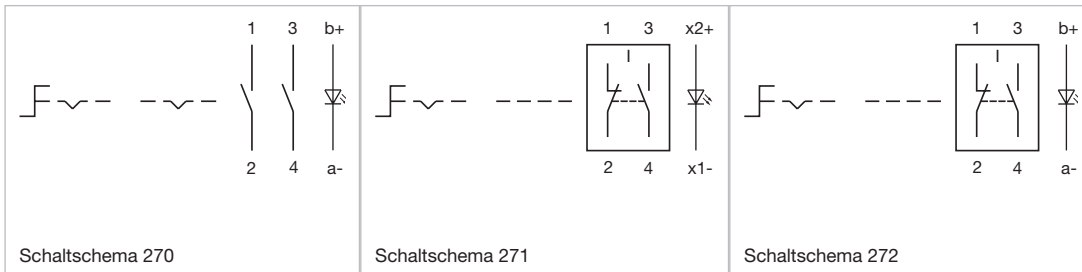 1 3 b+
2 4 a-
Schaltschema 270
1 3 x2+
2 4 x1-
Schaltschema 271
1 3 b+
2 4 a-
Schaltschema 272